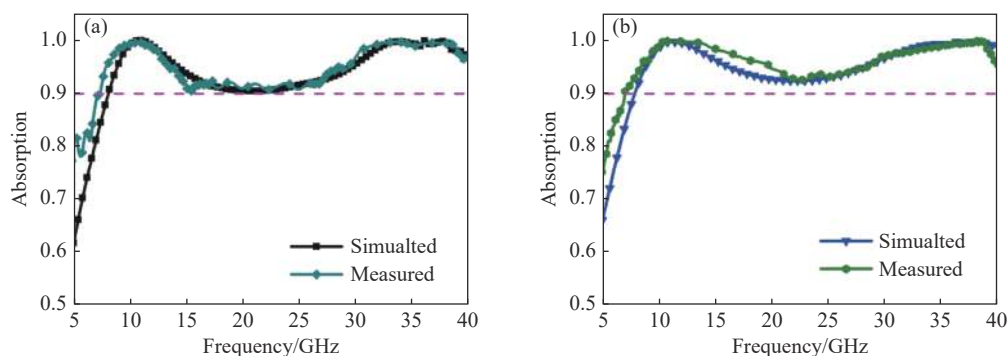 (a)
1.0
0.9
0.8
0.7
0.9
0.5
Absorption
Simualted
Measured
5 10 15 20 25 30 35 40
Frequency/GHz
(b)
1.0
0.9
0.8
0.7
0.9
0.5
Absorption
Simualted
Measured
5 10 15 20 25 30 35 40
Frequency/GHz